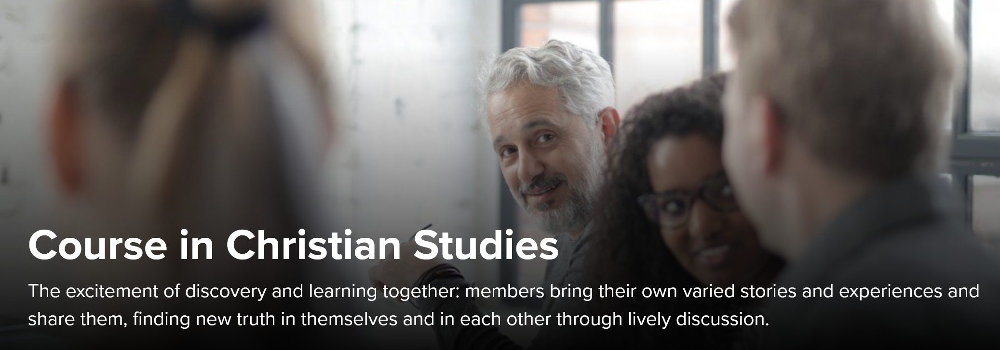 Course in Christian Studies
The excitement of discovery and learning together: members bring their own varied stories and experiences and
share them, finding new truth in themselves and in each other through lively discussion.